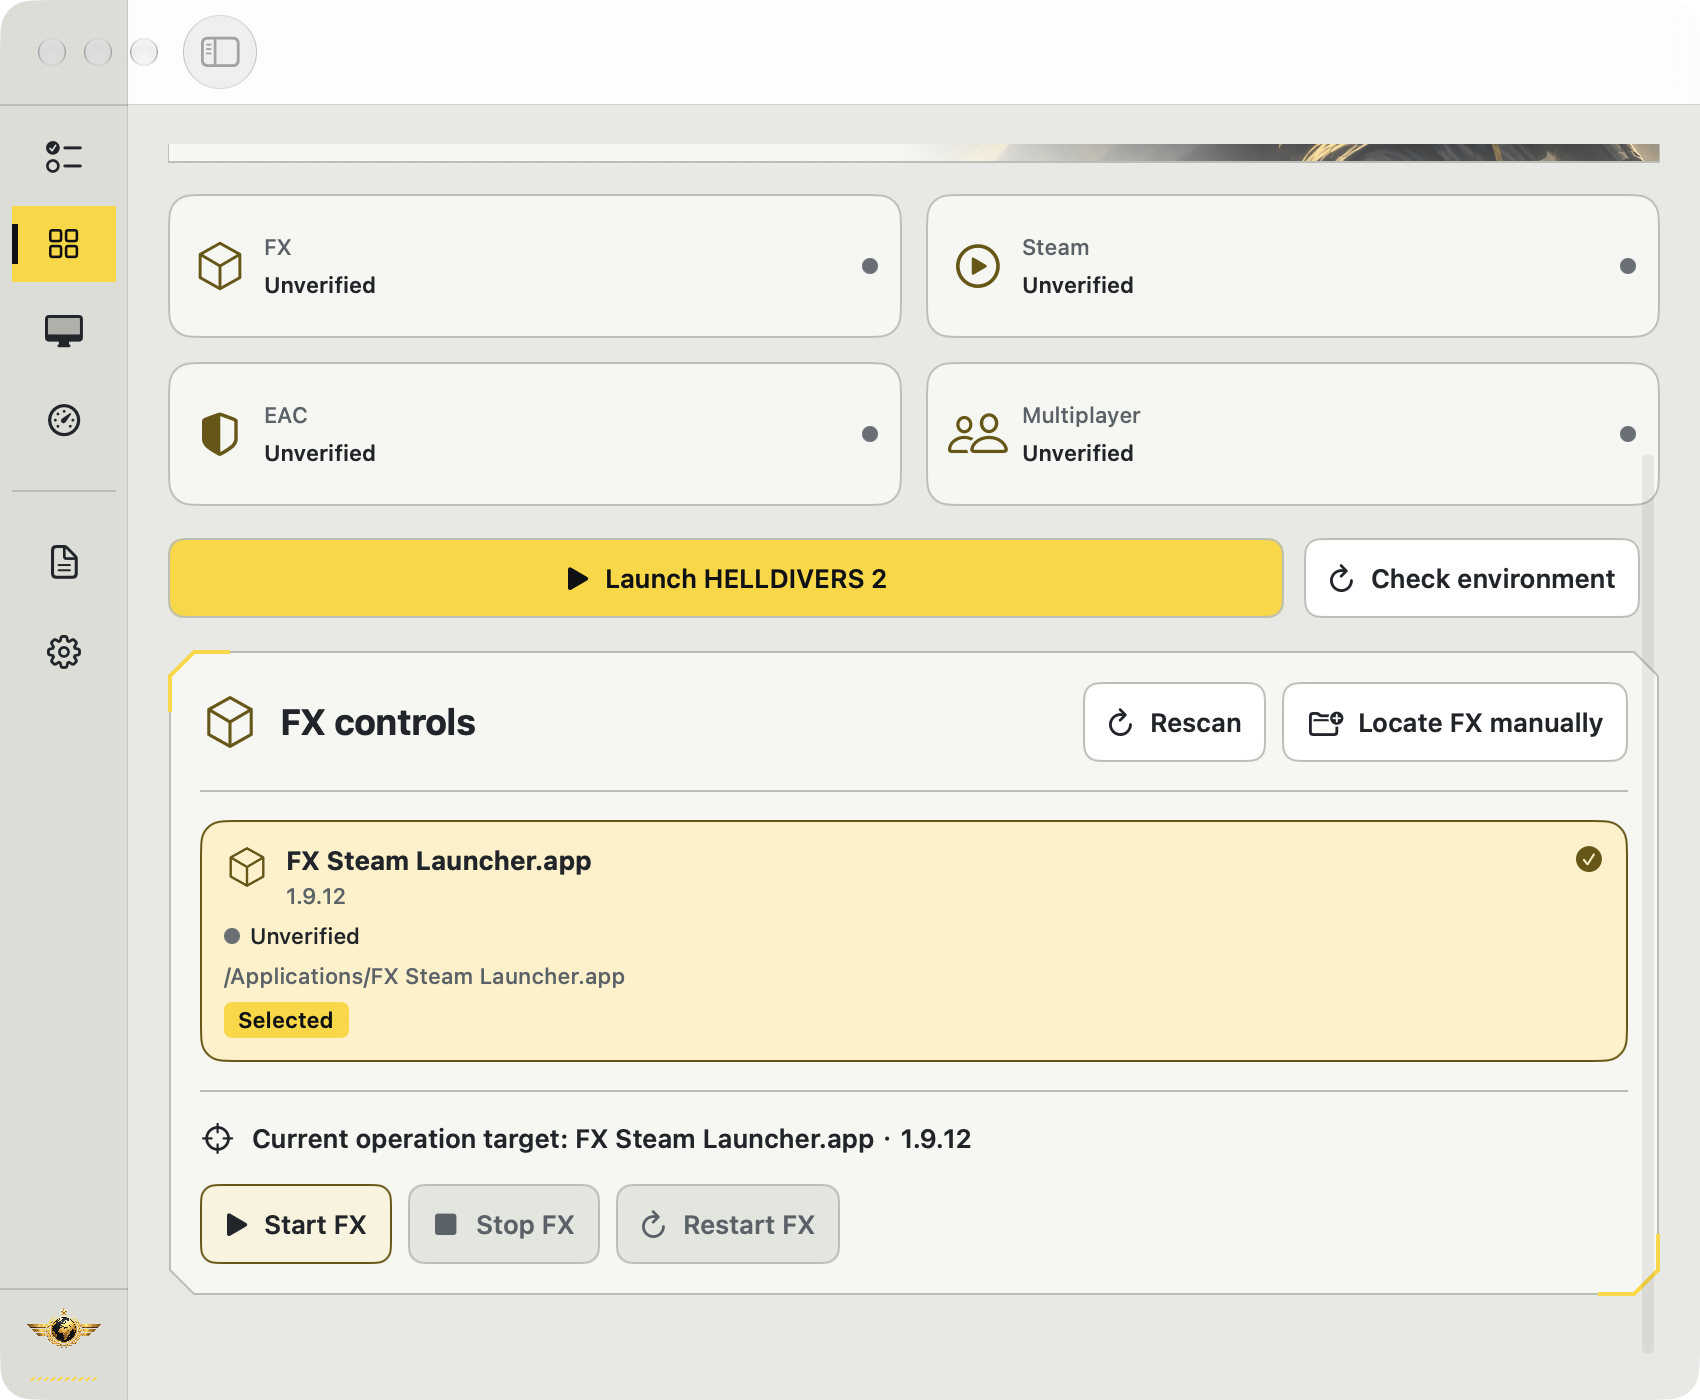 FX
Unverified
Steam
Unverified
EAC
Unverified
Multiplayer
Unverified
Launch HELLDIVERS 2
Check environment
FX controls
Rescan
Locate FX manually
FX Steam Launcher.app
1.9.12
Unverified
/Applications/FX Steam Launcher.app
Selected
Current operation target: FX Steam Launcher.app · 1.9.12
Start FX
Stop FX
Restart FX